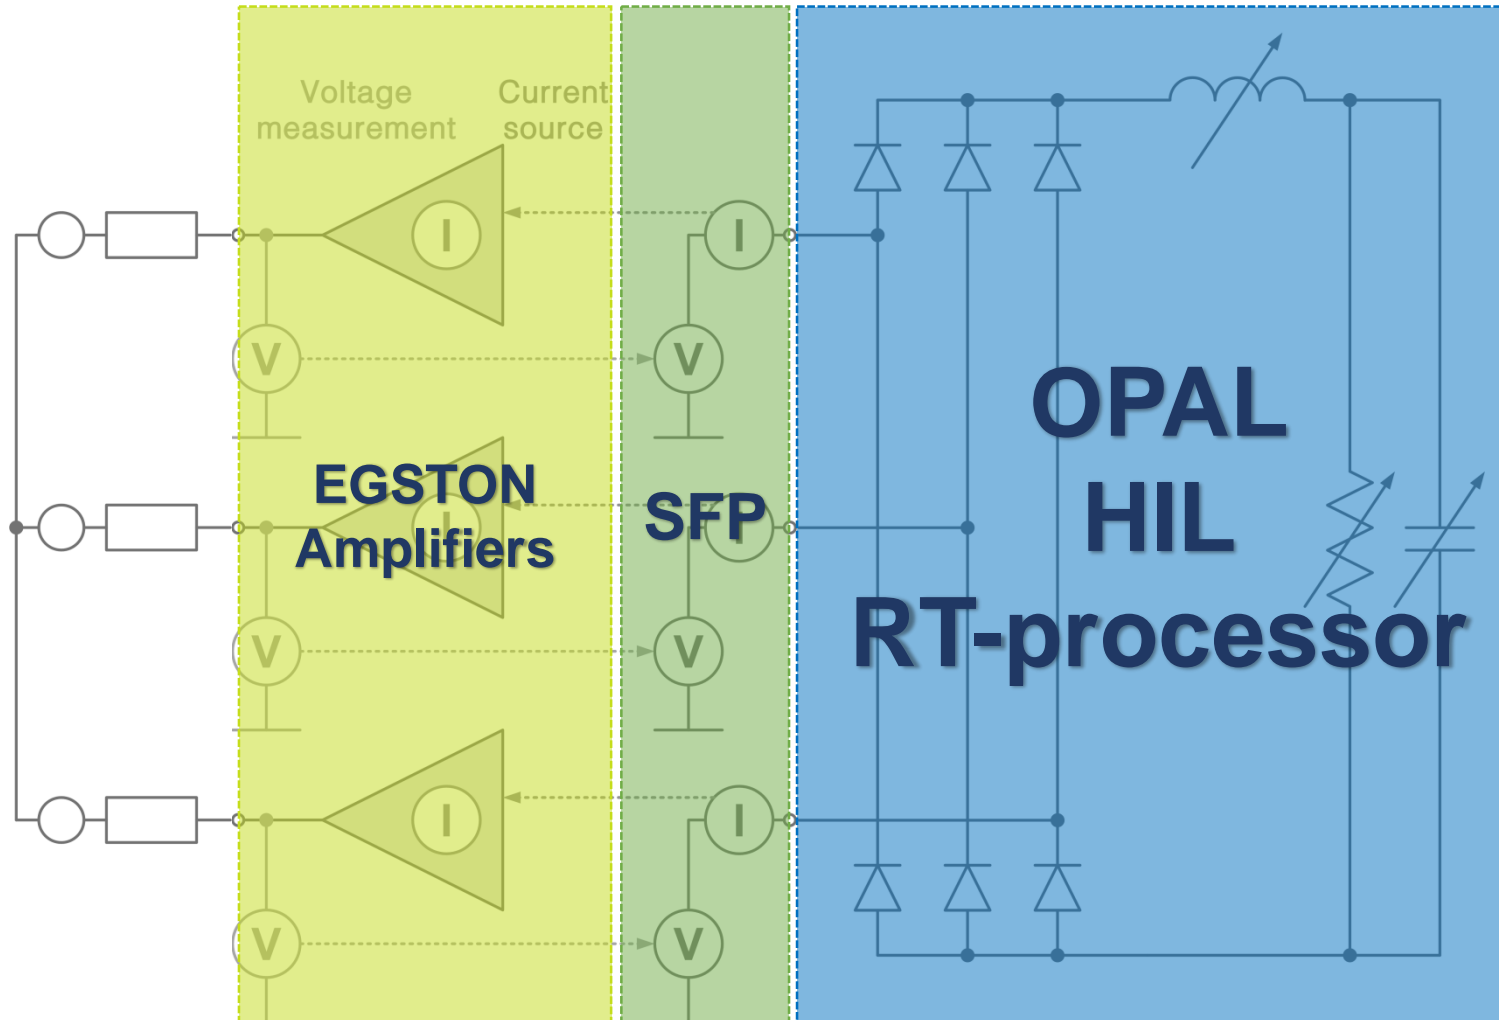 Voltage
measurement
Current
source
I
I
V
V
EGSTON
Amplifiers
I
SFP
I
OPAL
HIL
RT-processor
V
V
I
I
V
V